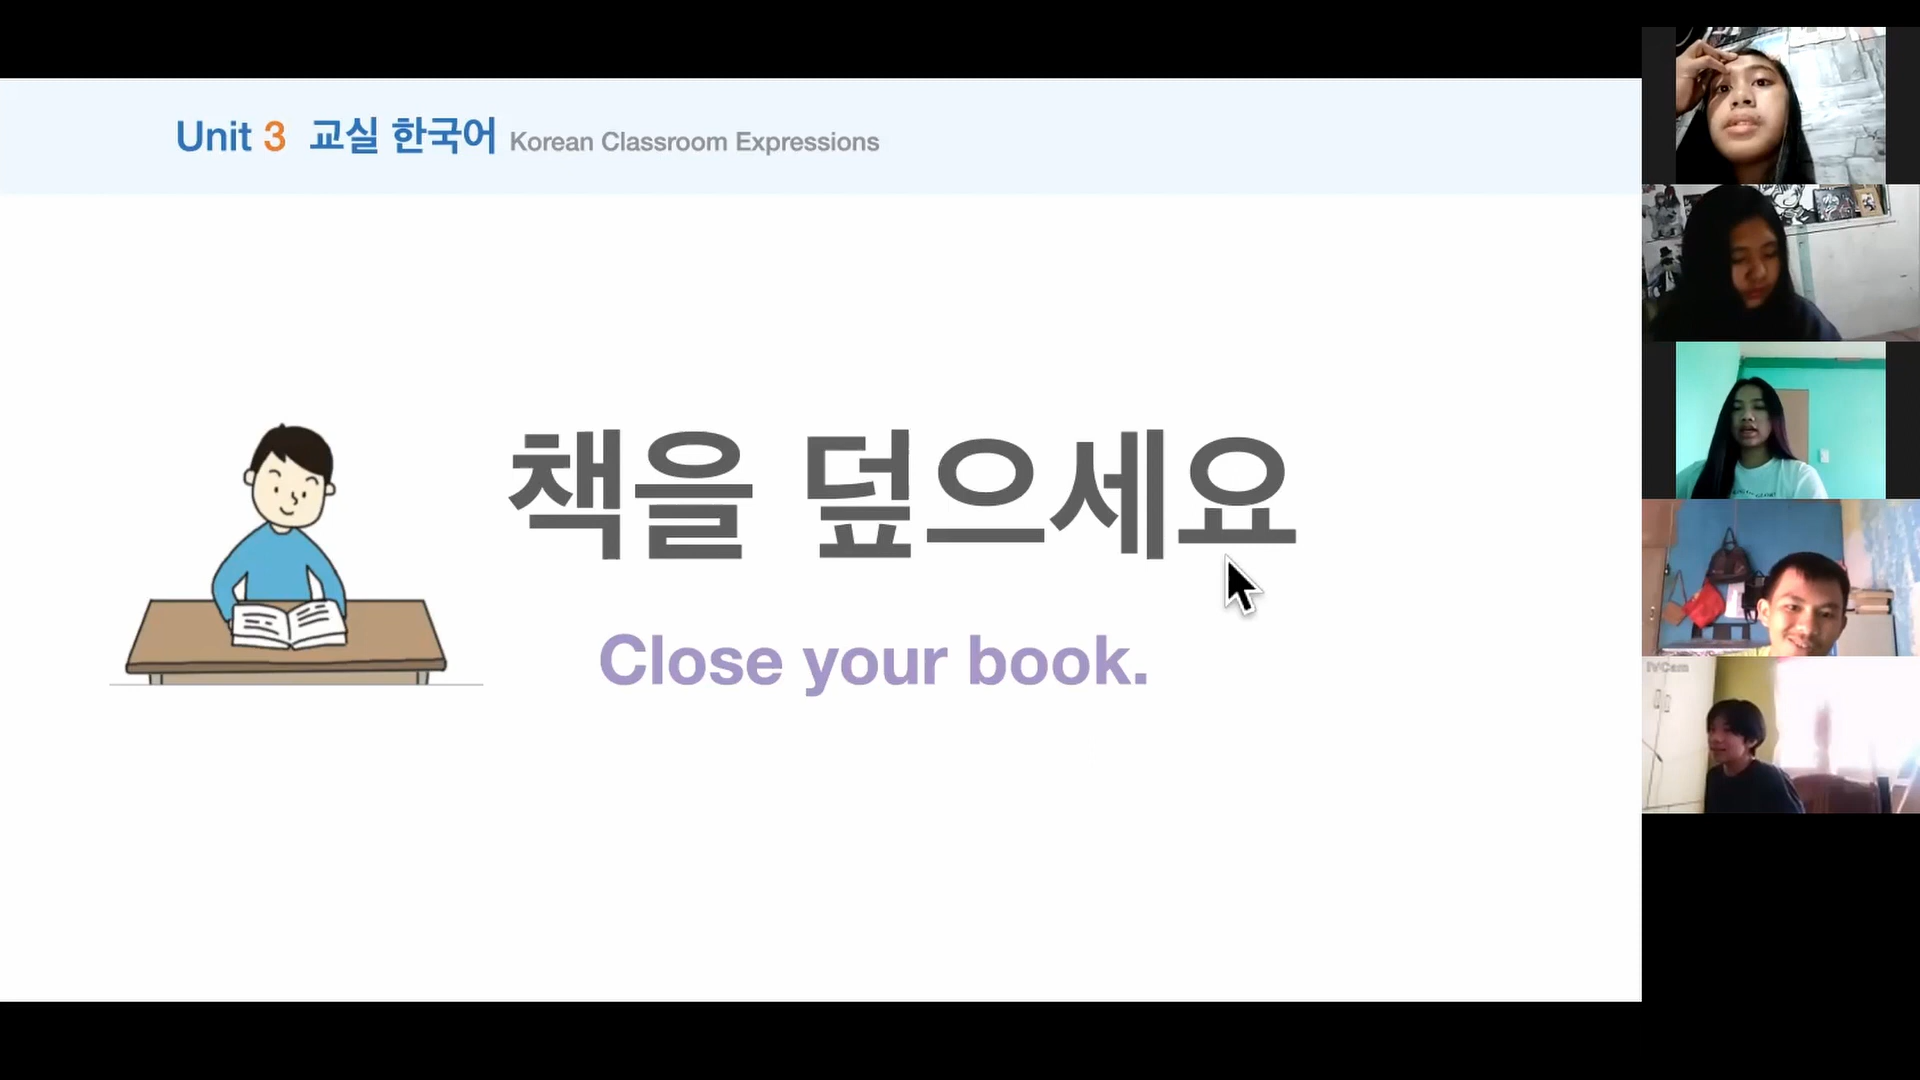 Unit 3 교실 한국어 Korean Classroom Expressions
책을 덮으세요
Close your book.
iVCam